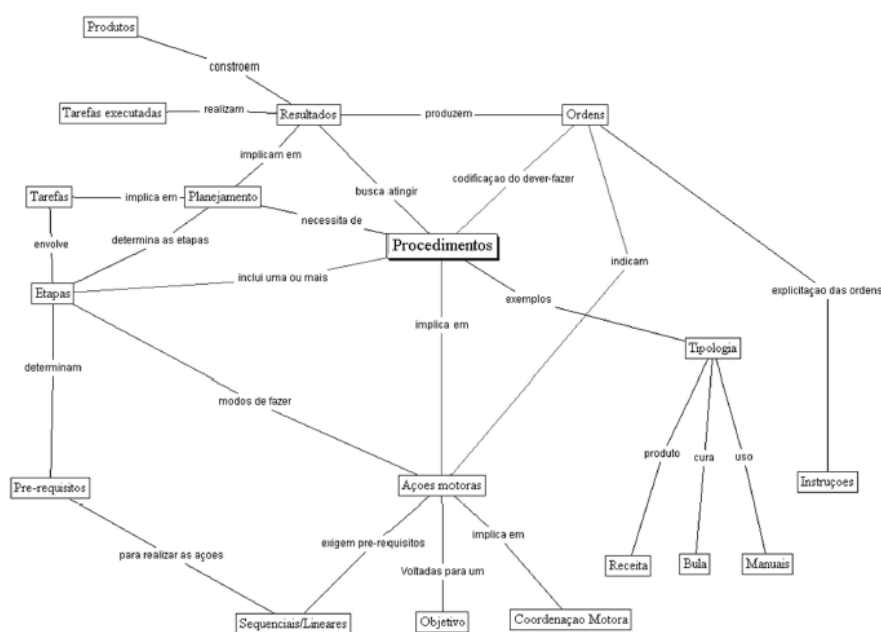 Produtos
constroem
Tarefas executadas
realizam
Resultados
produzem
Ordens
implicam em
busca atingir
codificaçao do dever-fazer
Tarefas
implica em
Planejamento
necessita de
envolve
determina as etapas
Procedimentos
indicam
inclui uma ou mais
Etapas
exemplos
explicitaçao das ordens
implica em
Tipologia
determinam
modos de fazer
produto
cura
uso
Pre-requisitos
Açoes motoras
Instruçoes
para realizar as açoes
exigem pre-requisitos
implica em
Voltadas para um
Receita
Bula
Manuais
Sequenciais/Lineares
Objetivo
Coordenaçao Motora